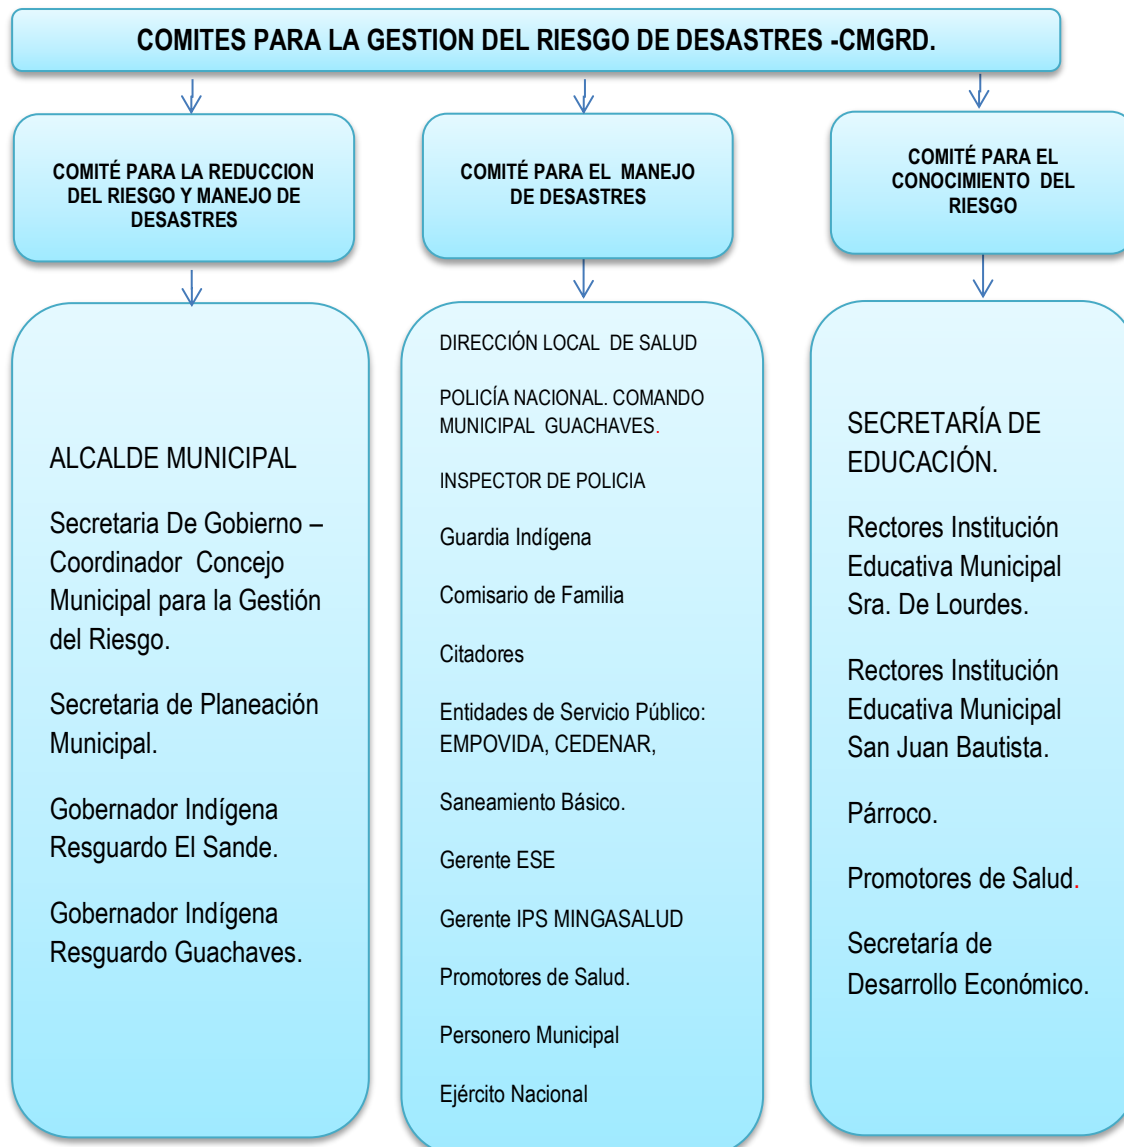 COMITES PARA LA GESTION DEL RIESGO DE DESASTRES -CMGRD.
COMITÉ PARA LA REDUCCION
DEL RIESGO Y MANEJO DE
DESASTRES
COMITÉ PARA EL MANEJO
DE DESASTRES
COMITÉ PARA EL
CONOCIMIENTO DEL
RIESGO
ALCALDE MUNICIPAL
Secretaria De Gobierno –
Coordinador Concejo
Municipal para la Gestión
del Riesgo.
Secretaria de Planeación
Municipal.
Gobernador Indígena
Resguardo El Sande.
Gobernador Indígena
Resguardo Guachaves.
DIRECCIÓN LOCAL DE SALUD
POLICÍA NACIONAL. COMANDO
MUNICIPAL GUACHAVES.
INSPECTOR DE POLICIA
Guardia Indígena
Comisario de Familia
Citadores
Entidades de Servicio Público:
EMPOVIDA, CEDENAR,
Saneamiento Básico.
Gerente ESE
Gerente IPS MINGASALUD
Promotores de Salud.
Personero Municipal
Ejército Nacional
SECRETARÍA DE
EDUCACIÓN.
Rectores Institución
Educativa Municipal
Sra. De Lourdes.
Rectores Institución
Educativa Municipal
San Juan Bautista.
Párroco.
Promotores de Salud.
Secretaría de
Desarrollo Económico.